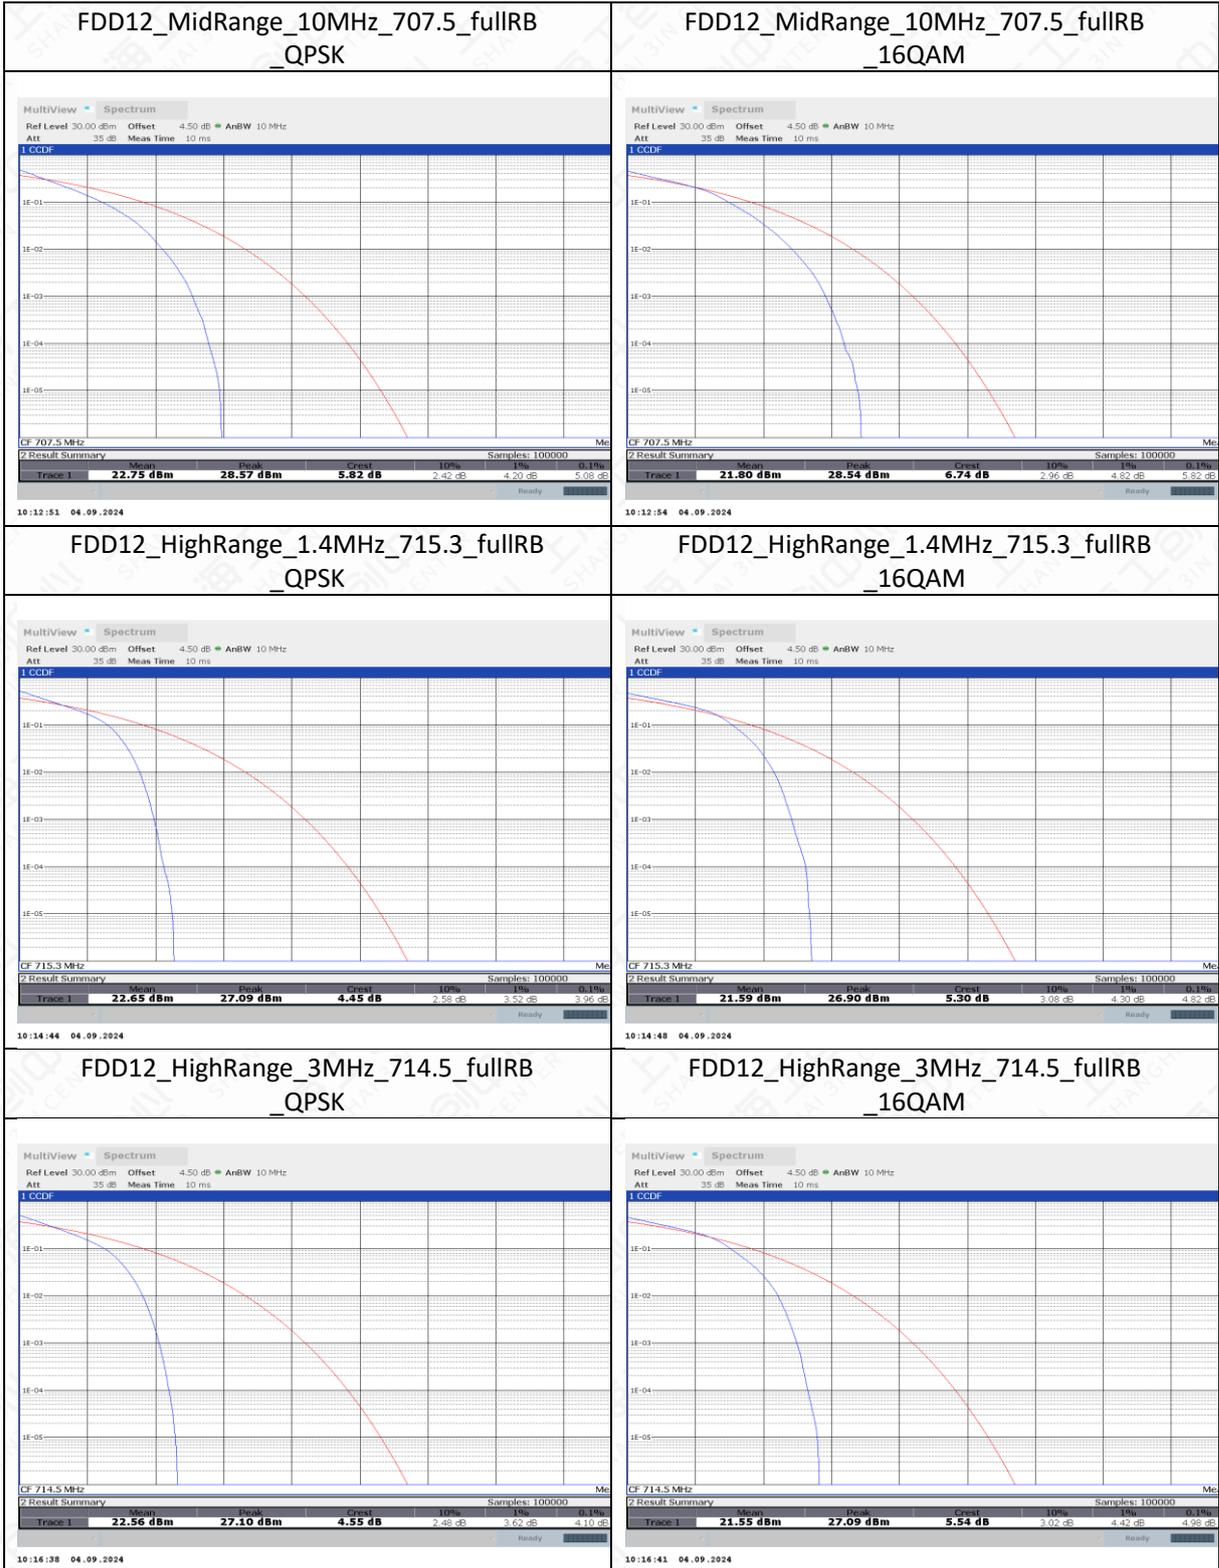 FDD12_MidRange_10MHz_707.5_fullRB
_QPSK
FDD12_MidRange_10MHz_707.5_fullRB
_16QAM
MultiView Spectrum
Ref Level 30.00 dBm Offset 4.50 dB AnBW 10 MHz
Att 35 dB Meas Time 10 ms
1 CCDF
1E-01
1E-02
1E-03
1E-04
1E-05
CF 707.5 MHz Me
2 Result Summary Samples: 100000
Mean Peak Crest 10% 1% 0.1%
Trace 1 22.75 dBm 28.57 dBm 5.82 dB 2.42 dB 4.20 dB 5.08 dB
Ready
10:12:51 04.09.2024
MultiView Spectrum
Ref Level 30.00 dBm Offset 4.50 dB AnBW 10 MHz
Att 35 dB Meas Time 10 ms
1 CCDF
1E-01
1E-02
1E-03
1E-04
1E-05
CF 707.5 MHz Me
2 Result Summary Samples: 100000
Mean Peak Crest 10% 1% 0.1%
Trace 1 21.80 dBm 28.54 dBm 6.74 dB 2.96 dB 4.82 dB 5.82 dB
Ready
10:12:54 04.09.2024
FDD12_HighRange_1.4MHz_715.3_fullRB
_QPSK
FDD12_HighRange_1.4MHz_715.3_fullRB
_16QAM
MultiView Spectrum
Ref Level 30.00 dBm Offset 4.50 dB AnBW 10 MHz
Att 35 dB Meas Time 10 ms
1 CCDF
1E-01
1E-02
1E-03
1E-04
1E-05
CF 715.3 MHz Me
2 Result Summary Samples: 100000
Mean Peak Crest 10% 1% 0.1%
Trace 1 22.65 dBm 27.09 dBm 4.45 dB 2.58 dB 3.52 dB 3.96 dB
Ready
10:14:44 04.09.2024
MultiView Spectrum
Ref Level 30.00 dBm Offset 4.50 dB AnBW 10 MHz
Att 35 dB Meas Time 10 ms
1 CCDF
1E-01
1E-02
1E-03
1E-04
1E-05
CF 715.3 MHz Me
2 Result Summary Samples: 100000
Mean Peak Crest 10% 1% 0.1%
Trace 1 21.59 dBm 26.90 dBm 5.30 dB 3.08 dB 4.30 dB 4.82 dB
Ready
10:14:48 04.09.2024
FDD12_HighRange_3MHz_714.5_fullRB
_QPSK
FDD12_HighRange_3MHz_714.5_fullRB
_16QAM
MultiView Spectrum
Ref Level 30.00 dBm Offset 4.50 dB AnBW 10 MHz
Att 35 dB Meas Time 10 ms
1 CCDF
1E-01
1E-02
1E-03
1E-04
1E-05
CF 714.5 MHz Me
2 Result Summary Samples: 100000
Mean Peak Crest 10% 1% 0.1%
Trace 1 22.56 dBm 27.10 dBm 4.55 dB 2.48 dB 3.62 dB 4.10 dB
Ready
10:16:38 04.09.2024
MultiView Spectrum
Ref Level 30.00 dBm Offset 4.50 dB AnBW 10 MHz
Att 35 dB Meas Time 10 ms
1 CCDF
1E-01
1E-02
1E-03
1E-04
1E-05
CF 714.5 MHz Me
2 Result Summary Samples: 100000
Mean Peak Crest 10% 1% 0.1%
Trace 1 21.55 dBm 27.09 dBm 5.54 dB 3.02 dB 4.42 dB 4.98 dB
Ready
10:16:41 04.09.2024